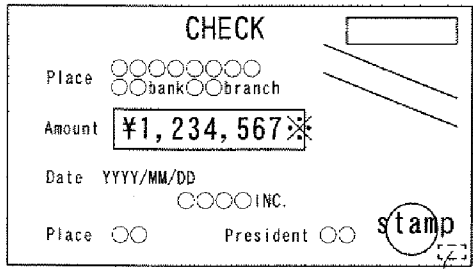 CHECK
Place ○○○○○○○○
○○bank○○branch
Amount ¥1,234,567※
Date YYYY/MM/DD
○○○○INC.
Place ○○ President ○○ stamp